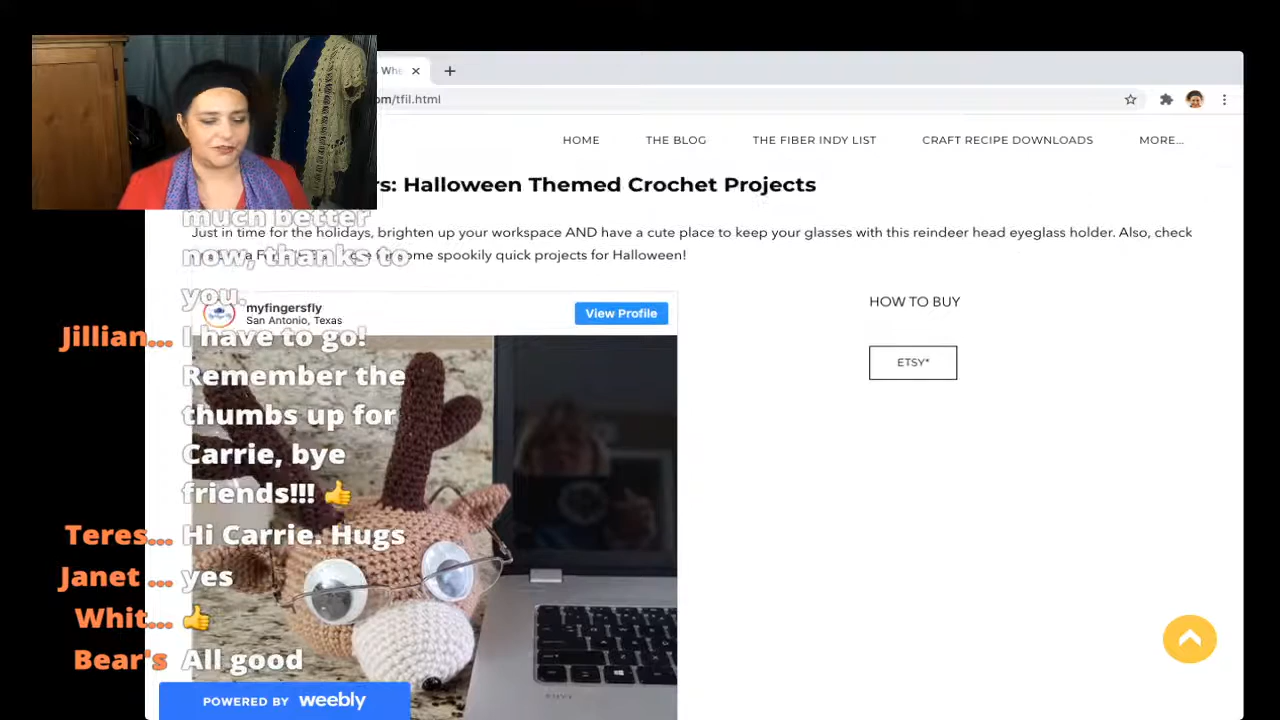 Whe
om/tfil.html
HOME THE BLOG THE FIBER INDY LIST CRAFT RECIPE DOWNLOADS MORE...
rs: Halloween Themed Crochet Projects
Just in time for the holidays, brighten up your workspace AND have a cute place to keep your glasses with this reindeer head eyeglass holder. Also, check
some spookily quick projects for Halloween!
much better
now, thanks to
you.
Jillian... I have to go!
Remember the
thumbs up for
Carrie, bye
friends!!! 👍
Teres... Hi Carrie. Hugs
Janet ... yes
Whit... 👍
Bear's All good
myfingersfly
San Antonio, Texas
View Profile
HOW TO BUY
ETSY*
POWERED BY weebly